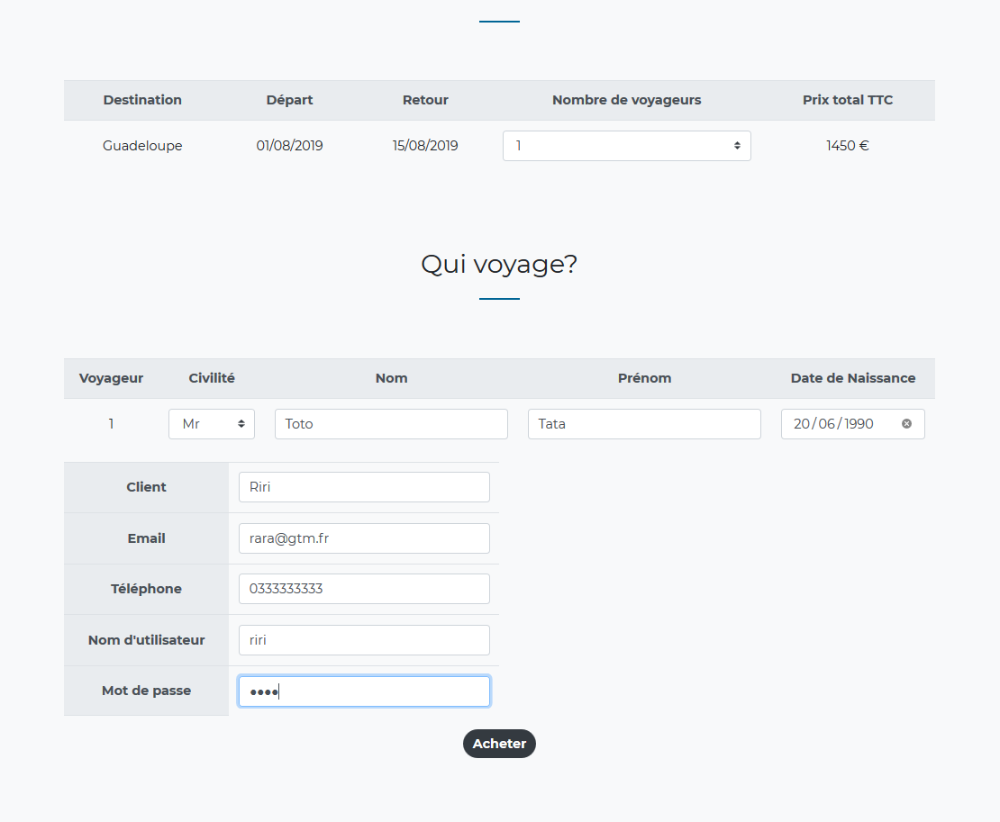 Destination Départ Retour Nombre de voyageurs Prix total TTC
Guadeloupe 01/08/2019 15/08/2019 1 1450 €
Qui voyage?
Voyageur Civilité Nom Prénom Date de Naissance
1 Mr Toto Tata 20/06/1990
Client Riri
Email rara@gtm.fr
Téléphone 0333333333
Nom d'utilisateur riri
Mot de passe ••••
Acheter